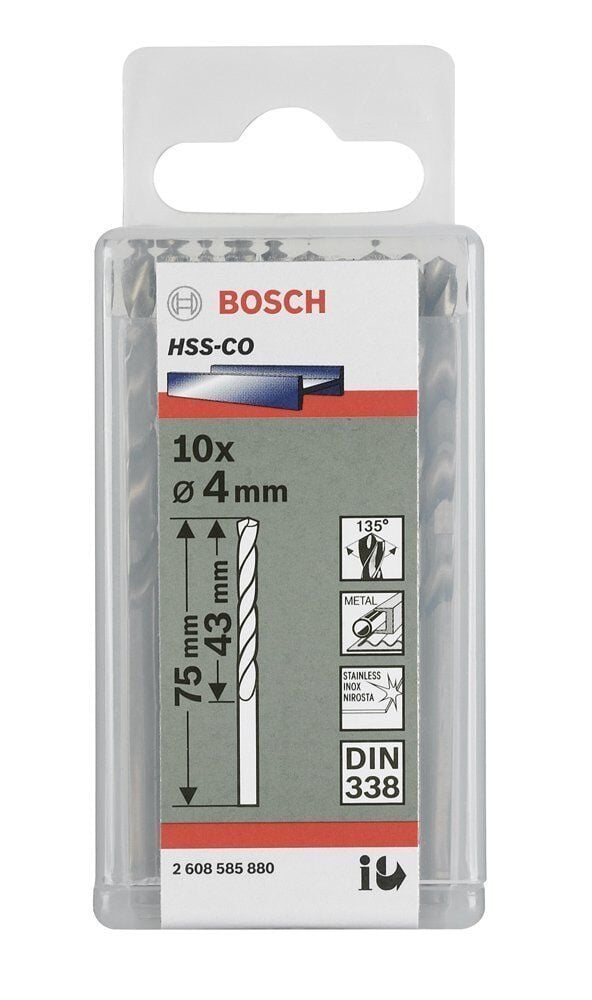 BOSCH
HSS-CO
10x
ø 4 mm
75 mm
43 mm
135°
METAL
STAINLESS
INOX
NIROSTA
DIN
338
2 608 585 880
i